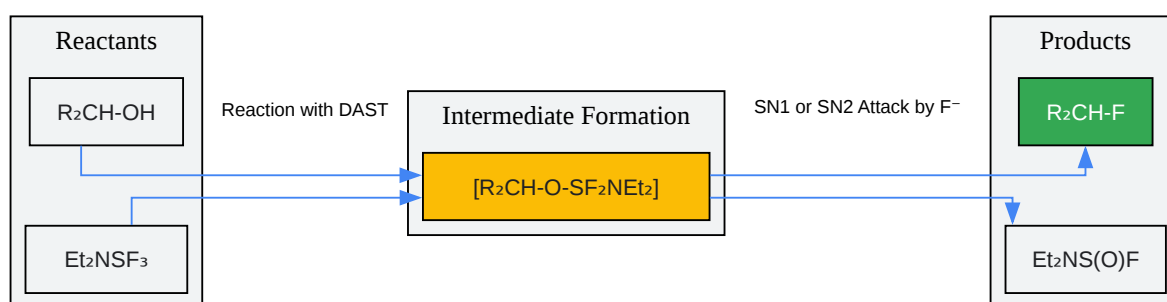 Reactants
R₂CH-OH
Et₂NSF₃
Reaction with DAST
Intermediate Formation
[R₂CH-O-SF₂NEt₂]
SN1 or SN2 Attack by F⁻
Products
R₂CH-F
Et₂NS(O)F